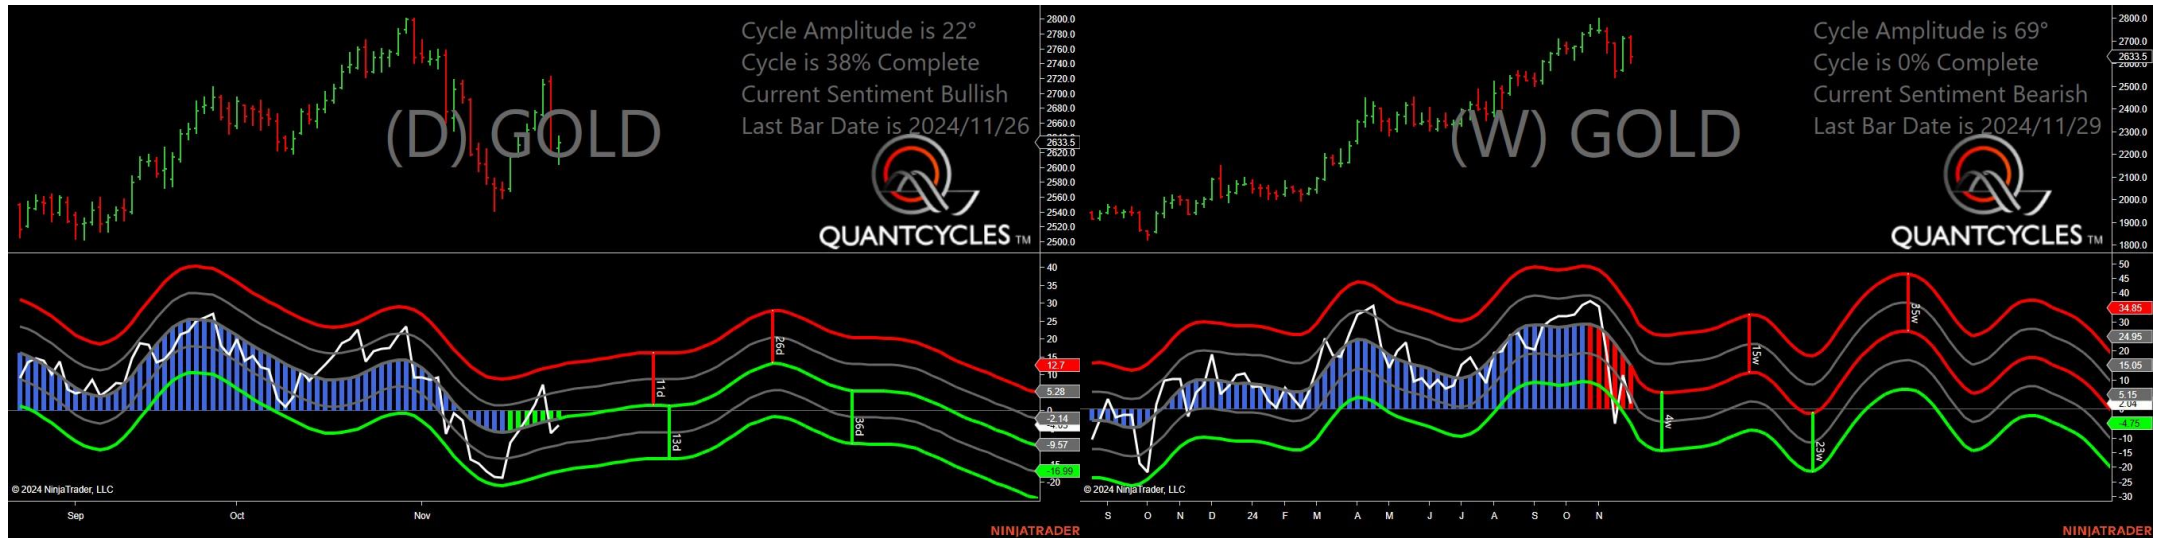 Cycle Amplitude is 22°
Cycle is 38% Complete
Current Sentiment Bullish
Last Bar Date is 2024/11/26
(D) GOLD
QUANTCYCLES TM
2800.0
2780.0
2760.0
2740.0
2720.0
2700.0
2680.0
2660.0
2633.5
2620.0
2600.0
2580.0
2560.0
2540.0
2520.0
2500.0
40
35
30
25
20
15
12.7
10
5.28
0
-2.14
-9.57
-16.99
-20
11d
13d
26d
36d
© 2024 NinjaTrader, LLC
Sep
Oct
Nov
NINJATRADER
Cycle Amplitude is 69°
Cycle is 0% Complete
Current Sentiment Bearish
Last Bar Date is 2024/11/29
(W) GOLD
QUANTCYCLES TM
2800.0
2700.0
2633.5
2500.0
2400.0
2300.0
2200.0
2100.0
2000.0
1900.0
1800.0
50
45
40
34.85
30
24.95
20
15.05
10
5.15
2.04
-4.75
-10
-15
-20
-25
-30
4w
15w
23w
35w
© 2024 NinjaTrader, LLC
S O N D 24 F M A M J J A S O N
NINJATRADER